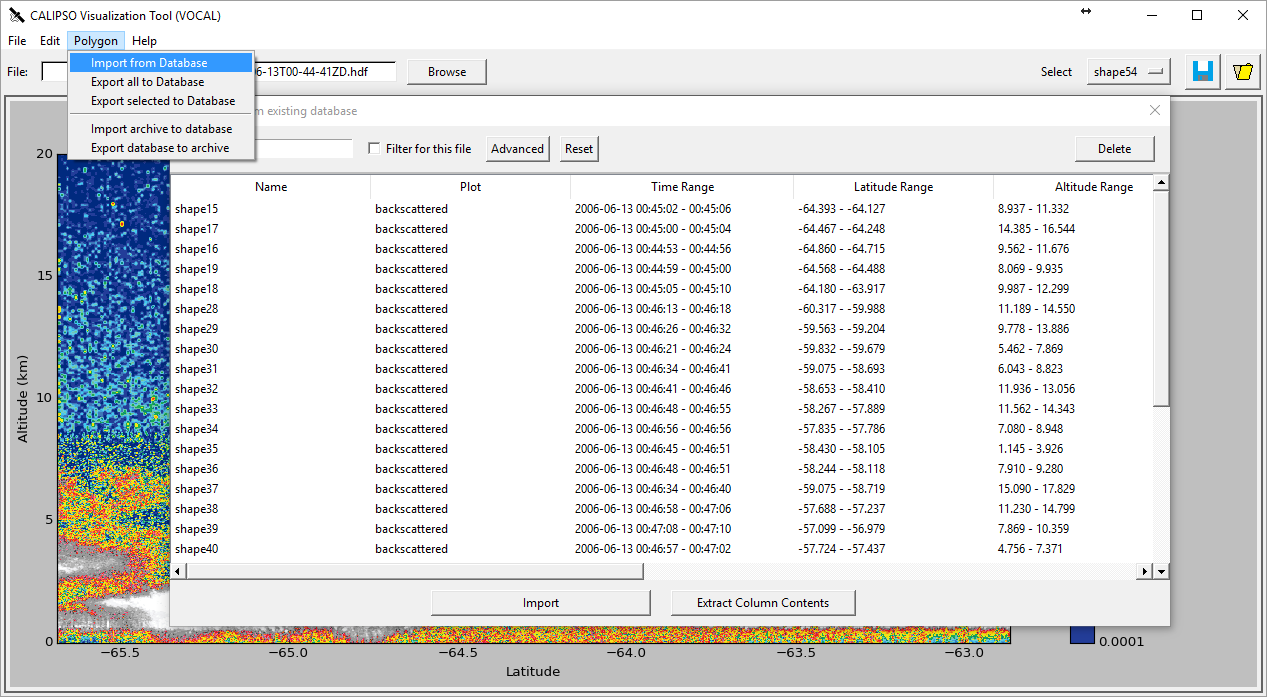 CALIPSO Visualization Tool (VOCAL)
File Edit Polygon Help
File: 6-13T00-44-41ZD.hdf Browse Select shape54
Import from Database
Export all to Database
Export selected to Database
Import archive to database
Export database to archive
existing database
Filter for this file Advanced Reset Delete
Name Plot Time Range Latitude Range Altitude Range
shape15 backscattered 2006-06-13 00:45:02 - 00:45:06 -64.393 - -64.127 8.937 - 11.332
shape17 backscattered 2006-06-13 00:45:00 - 00:45:04 -64.467 - -64.248 14.385 - 16.544
shape16 backscattered 2006-06-13 00:44:53 - 00:44:56 -64.860 - -64.715 9.562 - 11.676
shape19 backscattered 2006-06-13 00:44:59 - 00:45:00 -64.568 - -64.488 8.069 - 9.935
shape18 backscattered 2006-06-13 00:45:05 - 00:45:10 -64.180 - -63.917 9.987 - 12.299
shape28 backscattered 2006-06-13 00:46:13 - 00:46:18 -60.317 - -59.988 11.189 - 14.550
shape29 backscattered 2006-06-13 00:46:26 - 00:46:32 -59.563 - -59.204 9.778 - 13.886
shape30 backscattered 2006-06-13 00:46:21 - 00:46:24 -59.832 - -59.679 5.462 - 7.869
shape31 backscattered 2006-06-13 00:46:34 - 00:46:41 -59.075 - -58.693 6.043 - 8.823
shape32 backscattered 2006-06-13 00:46:41 - 00:46:46 -58.653 - -58.410 11.936 - 13.056
shape33 backscattered 2006-06-13 00:46:48 - 00:46:55 -58.267 - -57.889 11.562 - 14.343
shape34 backscattered 2006-06-13 00:46:56 - 00:46:56 -57.835 - -57.786 7.080 - 8.948
shape35 backscattered 2006-06-13 00:46:45 - 00:46:51 -58.430 - -58.105 1.145 - 3.926
shape36 backscattered 2006-06-13 00:46:48 - 00:46:51 -58.244 - -58.118 7.910 - 9.280
shape37 backscattered 2006-06-13 00:46:34 - 00:46:40 -59.075 - -58.719 15.090 - 17.829
shape38 backscattered 2006-06-13 00:46:58 - 00:47:06 -57.688 - -57.237 11.230 - 14.799
shape39 backscattered 2006-06-13 00:47:08 - 00:47:10 -57.099 - -56.979 7.869 - 10.359
shape40 backscattered 2006-06-13 00:46:57 - 00:47:02 -57.724 - -57.437 4.756 - 7.371
Import Extract Column Contents
20
15
10
5
0
Altitude (km)
0.0001
−65.5 −65.0 −64.5 −64.0 −63.5 −63.0
Latitude